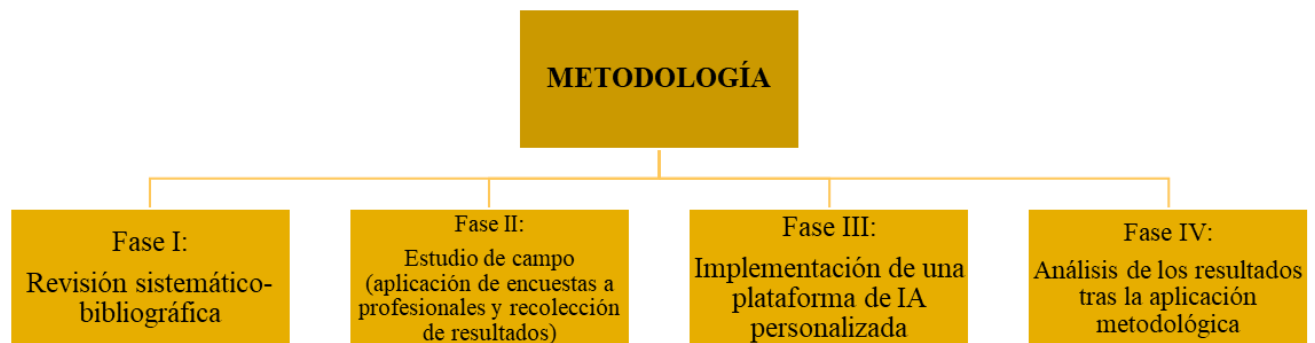 METODOLOGÍA
Fase I:
Revisión sistemático-
bibliográfica
Fase II:
Estudio de campo
(aplicación de encuestas a
profesionales y recolección
de resultados)
Fase III:
Implementación de una
plataforma de IA
personalizada
Fase IV:
Análisis de los resultados
tras la aplicación
metodológica